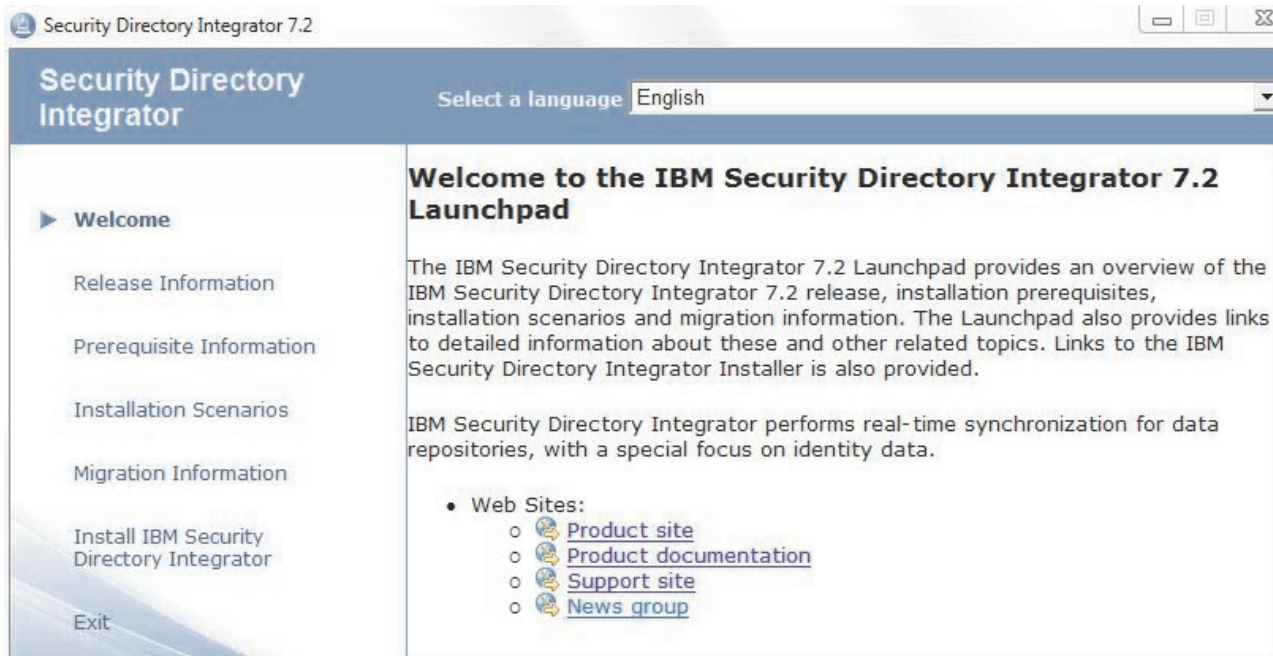 Security Directory Integrator 7.2
Security Directory
Integrator
Select a language English
Welcome
Release Information
Prerequisite Information
Installation Scenarios
Migration Information
Install IBM Security
Directory Integrator
Exit
Welcome to the IBM Security Directory Integrator 7.2
Launchpad
The IBM Security Directory Integrator 7.2 Launchpad provides an overview of the
IBM Security Directory Integrator 7.2 release, installation prerequisites,
installation scenarios and migration information. The Launchpad also provides links
to detailed information about these and other related topics. Links to the IBM
Security Directory Integrator Installer is also provided.
IBM Security Directory Integrator performs real-time synchronization for data
repositories, with a special focus on identity data.
• Web Sites:
o Product site
o Product documentation
o Support site
o News group